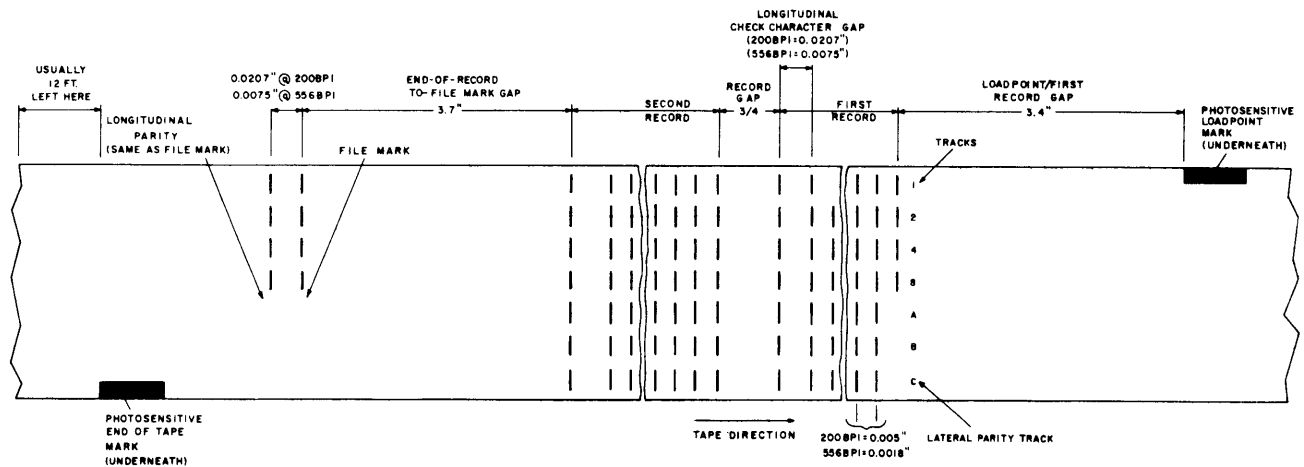 LONGITUDINAL
CHECK CHARACTER GAP
(200BPI=0.0207")
(556BPI=0.0075")
USUALLY
12 FT.
LEFT HERE
0.0207" @ 200BPI
0.0075" @ 556BPI
END-OF-RECORD
TO-FILE MARK GAP
3.7"
SECOND
RECORD
RECORD
GAP
3/4
FIRST
RECORD
LOADPOINT/FIRST
RECORD GAP
3.4"
PHOTOSENSITIVE
LOADPOINT
MARK
(UNDERNEATH)
LONGITUDINAL
PARITY
(SAME AS FILE MARK)
FILE MARK
TRACKS
1
2
4
8
A
B
C
PHOTOSENSITIVE
END OF TAPE
MARK
(UNDERNEATH)
TAPE DIRECTION
200BPI=0.005"
556BPI=0.0018"
LATERAL PARITY TRACK